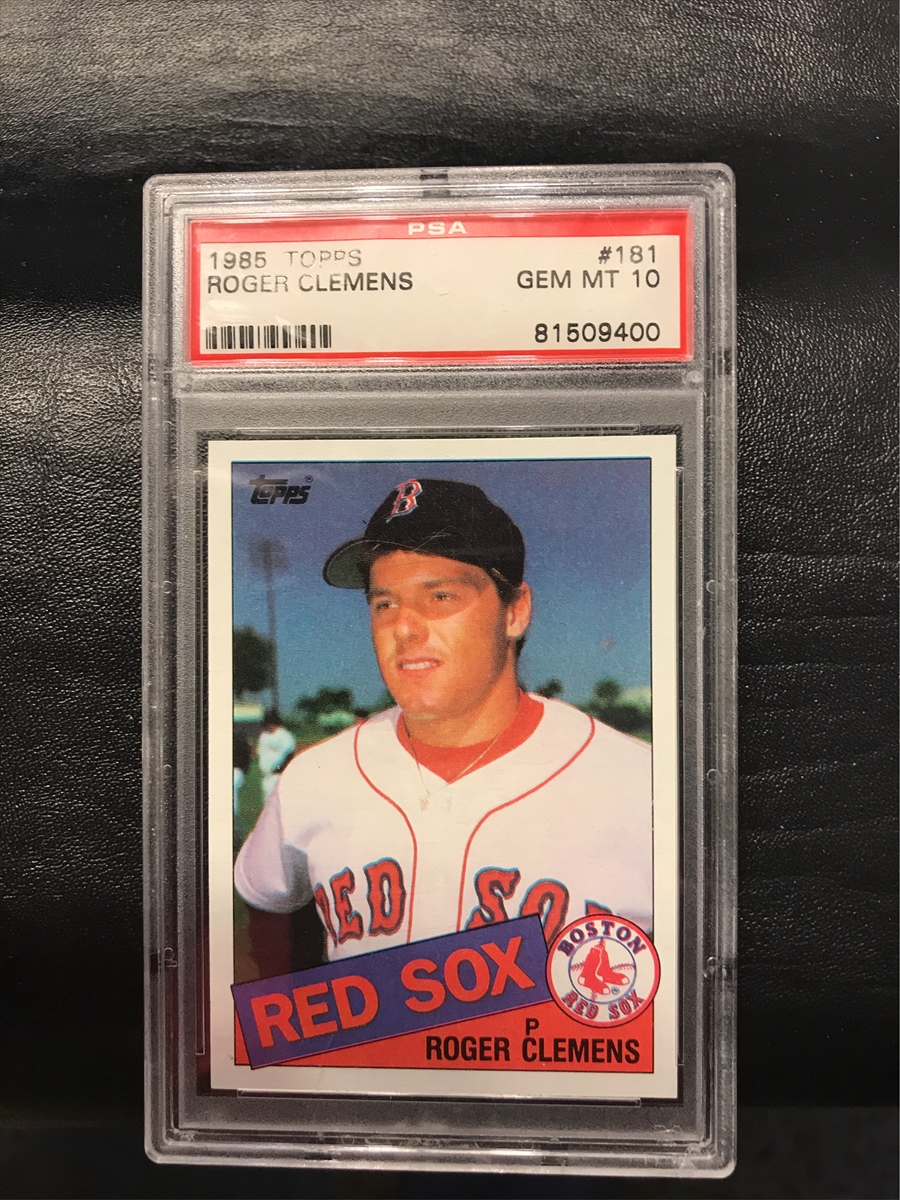 PSA
1985 TOPPS #181
ROGER CLEMENS GEM MT 10
81509400
TOPPS®
B
RED SO
RED SOX
BOSTON
RED SOX
P
ROGER CLEMENS